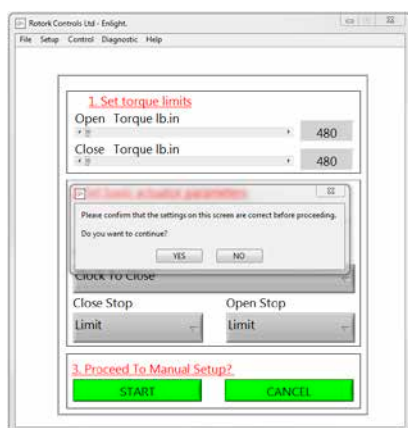 Rotork Controls Ltd - Enlight.
File Setup Control Diagnostic Help
1. Set torque limits
Open Torque lb.in
480
Close Torque lb.in
480
Please confirm that the settings on this screen are correct before proceeding.
Do you want to continue?
YES NO
Clock To Close
Close Stop Open Stop
Limit Limit
3. Proceed To Manual Setup?
START CANCEL